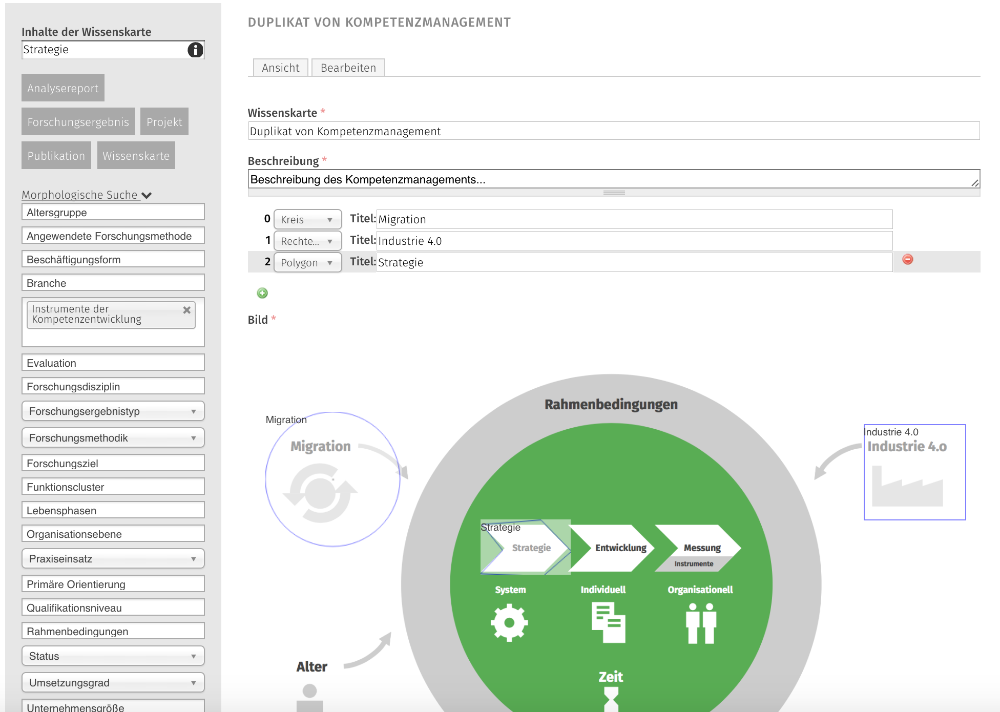 Inhalte der Wissenskarte
Strategie
Analysereport
Forschungsergebnis Projekt
Publikation Wissenskarte
Morphologische Suche
Altersgruppe
Angewendete Forschungsmethode
Beschäftigungsform
Branche
Instrumente der
Kompetenzentwicklung
Evaluation
Forschungsdisziplin
Forschungsergebnistyp
Forschungsmethodik
Forschungsziel
Funktionscluster
Lebensphasen
Organisationsebene
Praxiseinsatz
Primäre Orientierung
Qualifikationsniveau
Rahmenbedingungen
Status
Umsetzungsgrad
Unternehmensgröße
DUPLIKAT VON KOMPETENZMANAGEMENT
Ansicht Bearbeiten
Wissenskarte *
Duplikat von Kompetenzmanagement
Beschreibung *
Beschreibung des Kompetenzmanagements...
0 Kreis Titel: Migration
1 Rechte... Titel: Industrie 4.0
2 Polygon Titel: Strategie
Bild *
Rahmenbedingungen
Migration
Migration
Industrie 4.0
Industrie 4.0
Strategie
Strategie Entwicklung Messung
Instrumente
System Individuell Organisationell
Alter
Zeit